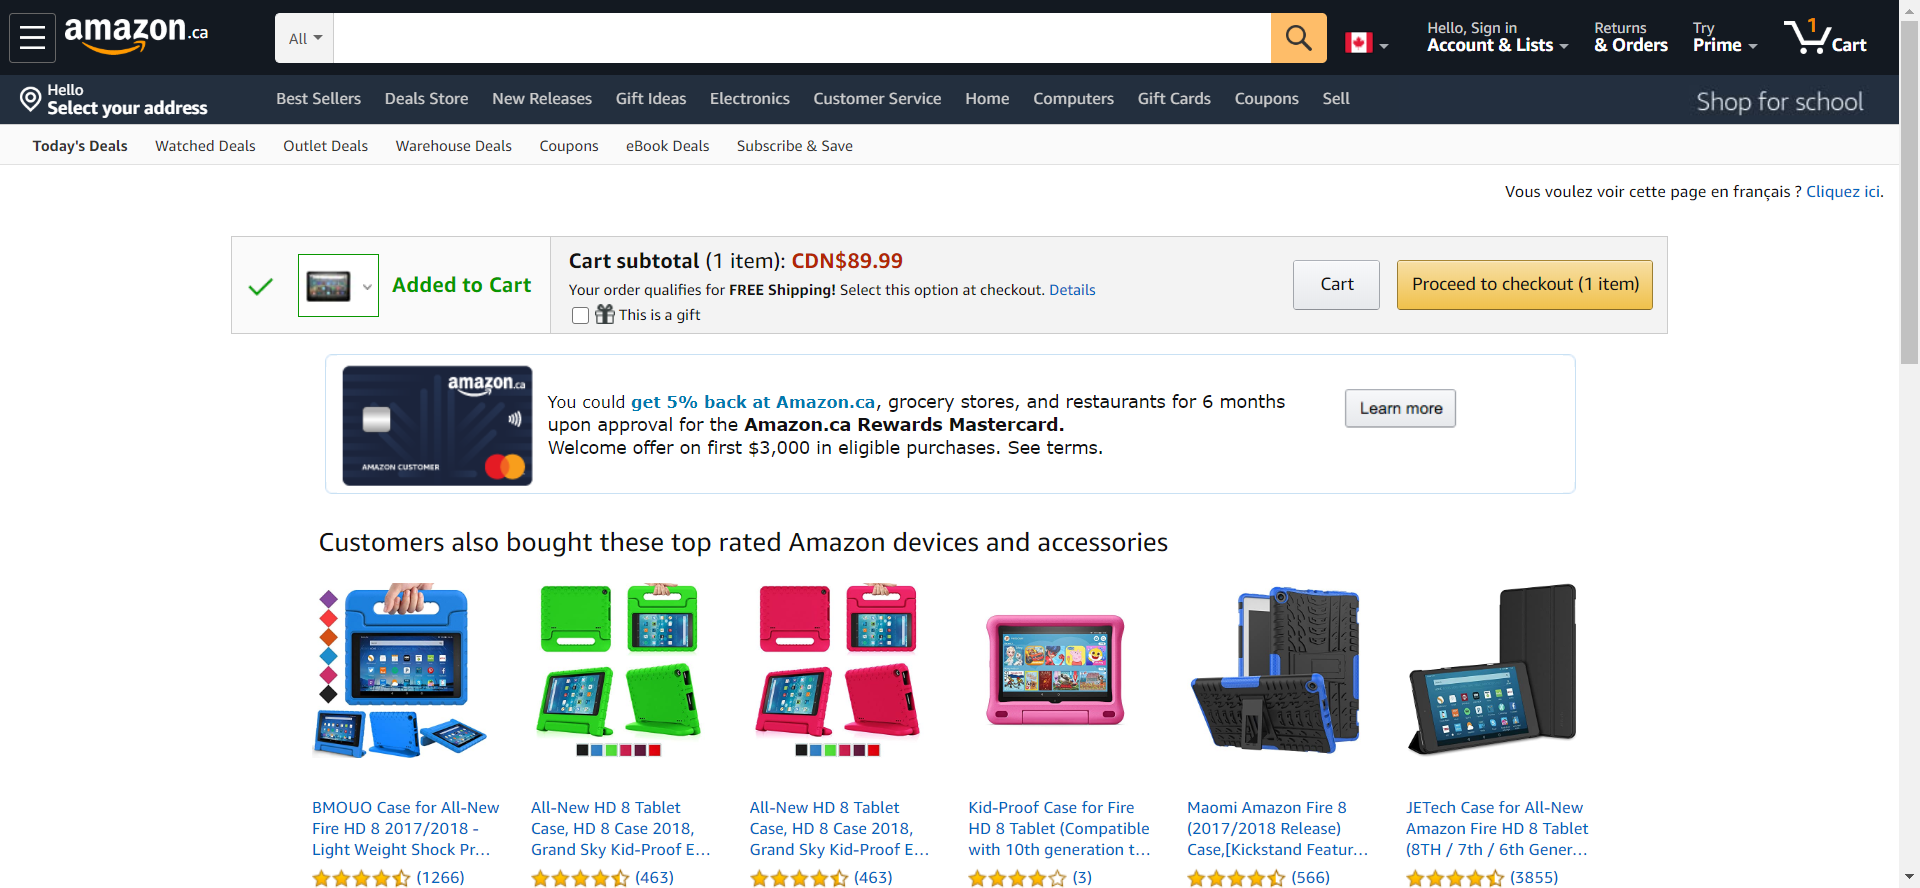 amazon.ca
All
Hello, Sign in
Account & Lists
Returns
& Orders
Try
Prime
1
Cart
Hello
Select your address
Best Sellers
Deals Store
New Releases
Gift Ideas
Electronics
Customer Service
Home
Computers
Gift Cards
Coupons
Sell
Shop for school
Today's Deals
Watched Deals
Outlet Deals
Warehouse Deals
Coupons
eBook Deals
Subscribe & Save
Vous voulez voir cette page en français ? Cliquez ici.
Added to Cart
Cart subtotal (1 item): CDN$89.99
Your order qualifies for FREE Shipping! Select this option at checkout. Details
This is a gift
Cart
Proceed to checkout (1 item)
amazon.ca
AMAZON CUSTOMER
You could get 5% back at Amazon.ca, grocery stores, and restaurants for 6 months
upon approval for the Amazon.ca Rewards Mastercard.
Welcome offer on first $3,000 in eligible purchases. See terms.
Learn more
Customers also bought these top rated Amazon devices and accessories
BMOUO Case for All-New
Fire HD 8 2017/2018 -
Light Weight Shock Pr...
(1266)
All-New HD 8 Tablet
Case, HD 8 Case 2018,
Grand Sky Kid-Proof E...
(463)
All-New HD 8 Tablet
Case, HD 8 Case 2018,
Grand Sky Kid-Proof E...
(463)
Kid-Proof Case for Fire
HD 8 Tablet (Compatible
with 10th generation t...
(3)
Maomi Amazon Fire 8
(2017/2018 Release)
Case,[Kickstand Featur...
(566)
JETech Case for All-New
Amazon Fire HD 8 Tablet
(8TH / 7th / 6th Gener...
(3855)